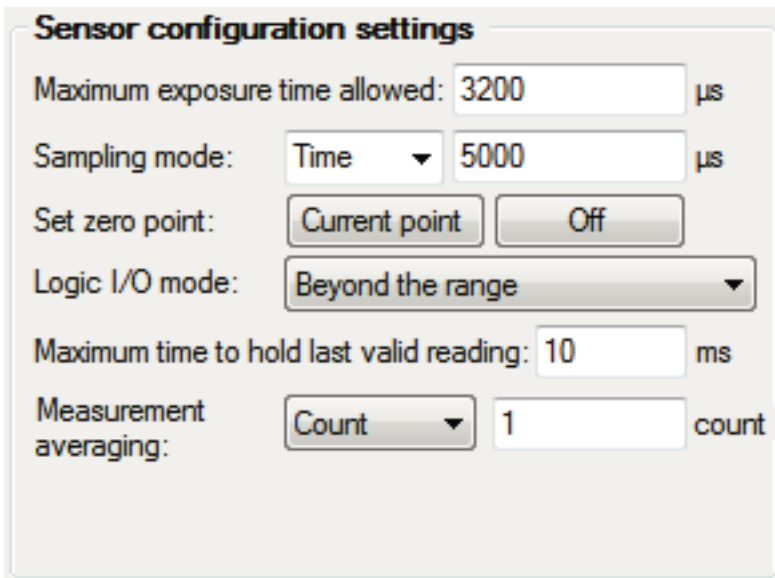 Sensor configuration settings
Maximum exposure time allowed: 3200 µs
Sampling mode: Time 5000 µs
Set zero point: Current point Off
Logic I/O mode: Beyond the range
Maximum time to hold last valid reading: 10 ms
Measurement
averaging: Count 1 count